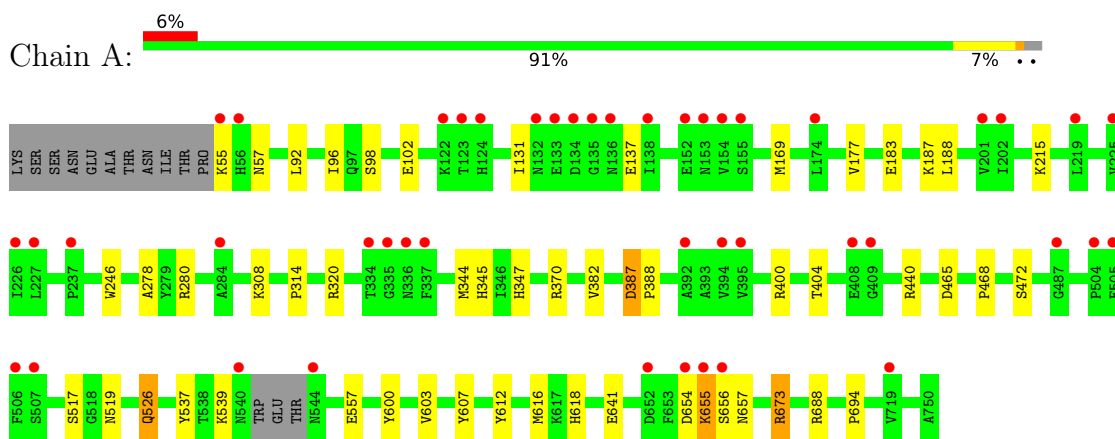 6%
Chain A:
91%
7%
LYS SER SER ASN GLU ALA THR ASN ILE THR PRO K55 H56 N57 L92 I96 Q97 S98 E102 K122 T123 H124 I131 N132 E133 D134 G135 N136 E137 I138 E152 N153 V154 S155 M169 L174 V177 E183 K187 L188 V201 I202 K215 L219
I226 L227 P237 W246 A278 Y279 R280 A284 K308 P314 R320 T334 G335 N336 F337 M344 H345 I346 H347 R370 V382 D387 P388 A392 A393 V394 V395 R400 T404 E408 G409 R440 D465 P468 S472 G487 P504
F506 S507 S517 G518 N519 Q526 Y537 T538 K539 N540 TRP GLU THR N544 E557 Y600 V603 Y607 Y612 M616 K617 H618 E641 D652 F653 D654 K655 S656 N657 R673 R688 P694 V719 A750